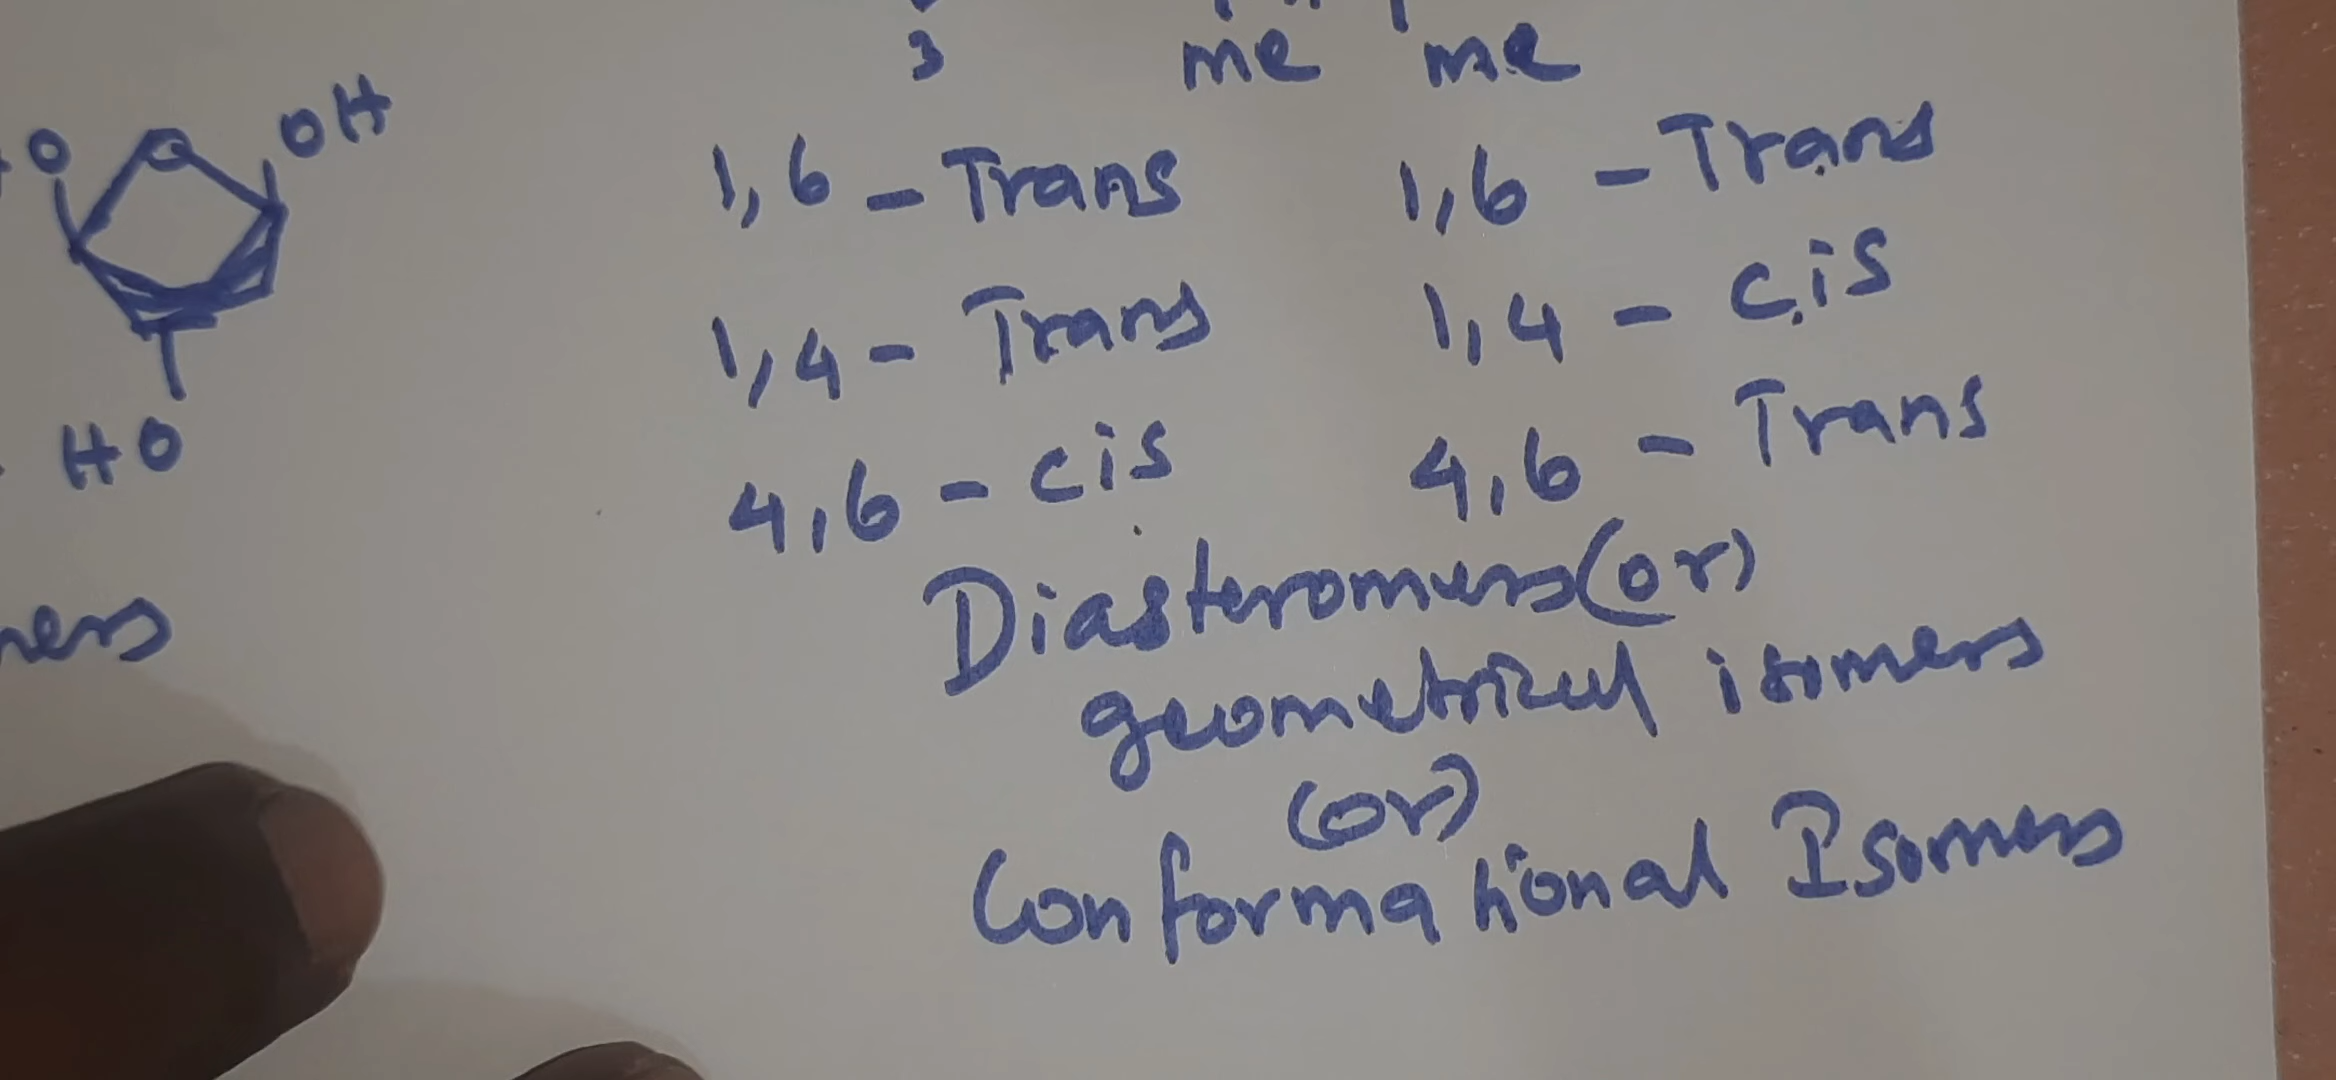 3 me me
OH
O
O
1,6 - Trans 1,6 - Trans
1,4 - Trans 1,4 - cis
4,6 - cis 4,6 - Trans
HO
Diasteromers (or)
geometrical isomers
(or)
Conformational Isomers